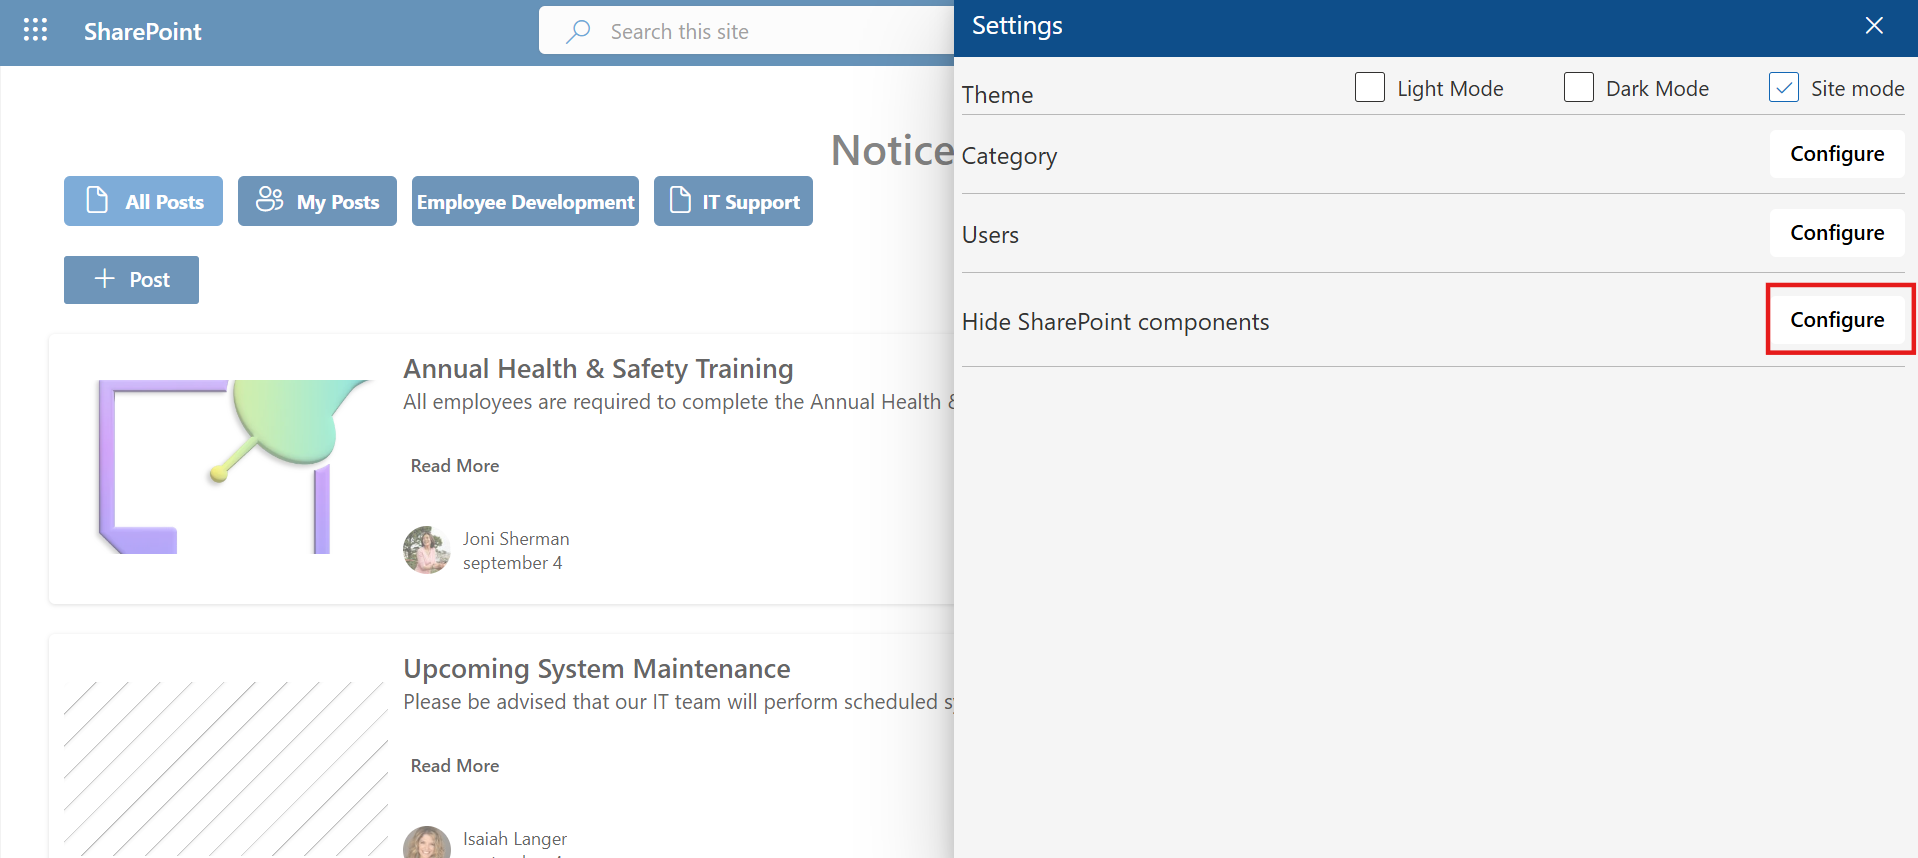 SharePoint
Search this site
Notice
All Posts
My Posts
Employee Development
IT Support
Post
Annual Health & Safety Training
All employees are required to complete the Annual Health &
Read More
Joni Sherman
september 4
Upcoming System Maintenance
Please be advised that our IT team will perform scheduled
Read More
Isaiah Langer
Settings
Theme
Light Mode
Dark Mode
Site mode
Category
Configure
Users
Configure
Hide SharePoint components
Configure